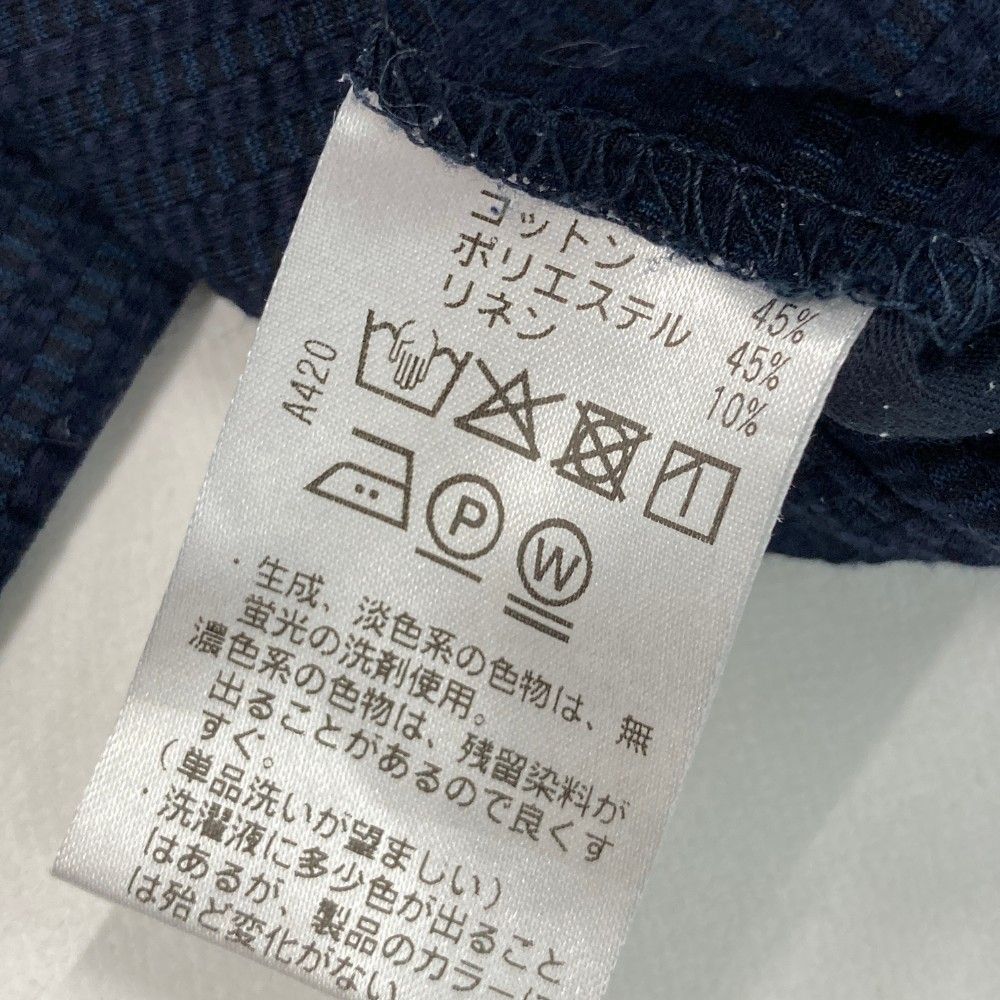 コットン 45%
ポリエステル 45%
リネン 10%
A420
P
W
・生成、淡色系の色物は、無
蛍光の洗剤使用。
濃色系の色物は、残留染料が
出ることがあるので良くす
すぐ。
（単品洗いが望ましい）
・洗濯液に多少色が出ること
はあるが、製品のカラーに
は殆ど変化がない